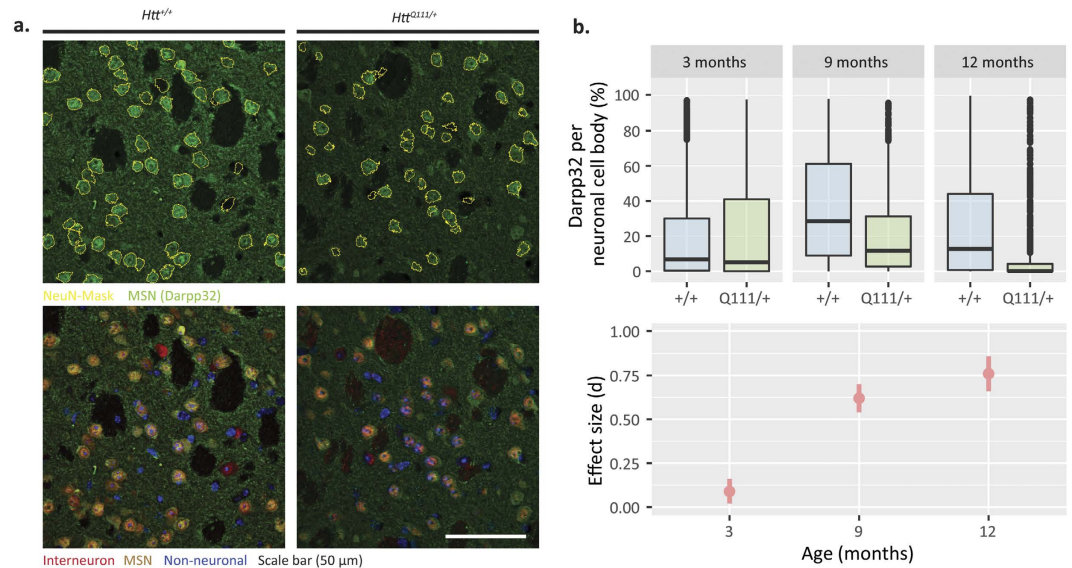 a.
Htt+/+
HttQ111/+
NeuN-Mask MSN (Darpp32)
Interneuron MSN Non-neuronal Scale bar (50 μm)
b.
3 months
9 months
12 months
Darpp32 per
neuronal cell body (%)
100
80
60
40
20
0
+/+
Q111/+
+/+
Q111/+
+/+
Q111/+
Effect size (d)
1.00
0.75
0.50
0.25
0.00
3
9
12
Age (months)